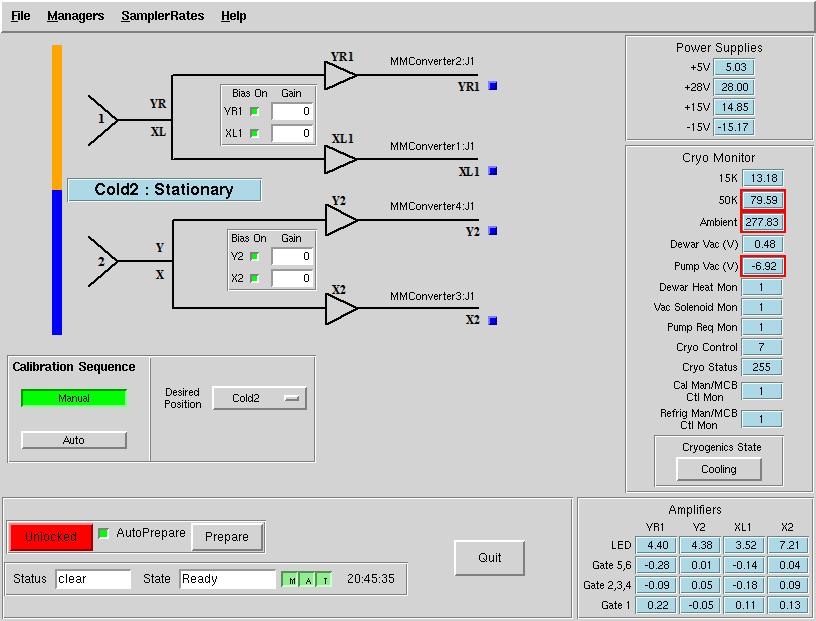 File Managers SamplerRates Help
YR1 MMConverter2:J1
YR1
Bias On Gain
YR1 0
XL1 0
1 YR
XL
XL1 MMConverter1:J1
XL1
Cold2 : Stationary
Y2 MMConverter4:J1
Y2
Bias On Gain
Y2 0
X2 0
2 Y
X
X2 MMConverter3:J1
X2
Calibration Sequence
Manual
Auto
Desired
Position
Cold2
Unlocked AutoPrepare Prepare
Status clear State Ready M A T 20:45:35
Quit
Power Supplies
+5V 5.03
+28V 28.00
+15V 14.85
-15V -15.17
Cryo Monitor
15K 13.18
50K 79.59
Ambient 277.83
Dewar Vac (V) 0.48
Pump Vac (V) -6.92
Dewar Heat Mon 1
Vac Solenoid Mon 1
Pump Req Mon 1
Cryo Control 7
Cryo Status 255
Cal Man/MCB
Ctl Mon 1
Refrig Man/MCB
Ctl Mon 1
Cryogenics State
Cooling
Amplifiers
YR1 Y2 XL1 X2
LED 4.40 4.38 3.52 7.21
Gate 5,6 -0.28 0.01 -0.14 0.04
Gate 2,3,4 -0.09 0.05 -0.18 0.09
Gate 1 0.22 -0.05 0.11 0.13